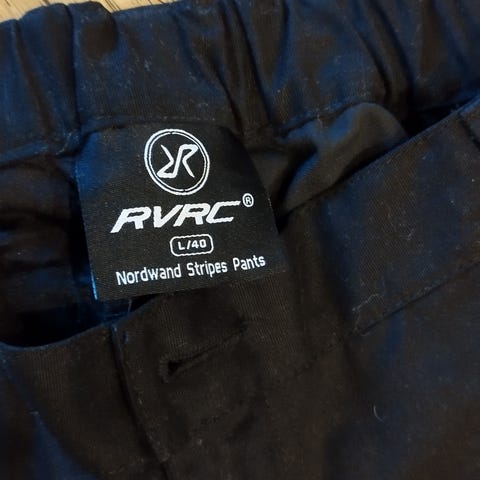 RVRC®
L/40
Nordwand Stripes Pants